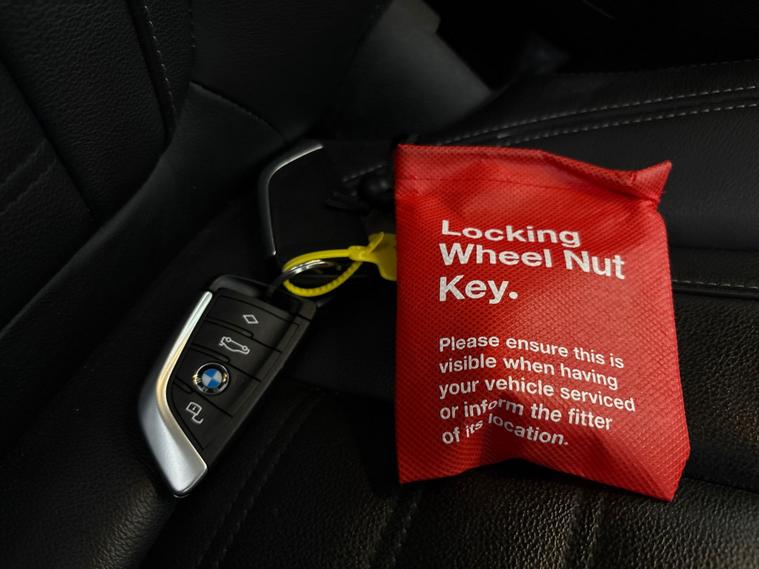 Locking
Wheel Nut
Key.
Please ensure this is
visible when having
your vehicle serviced
or inform the fitter
of its location.